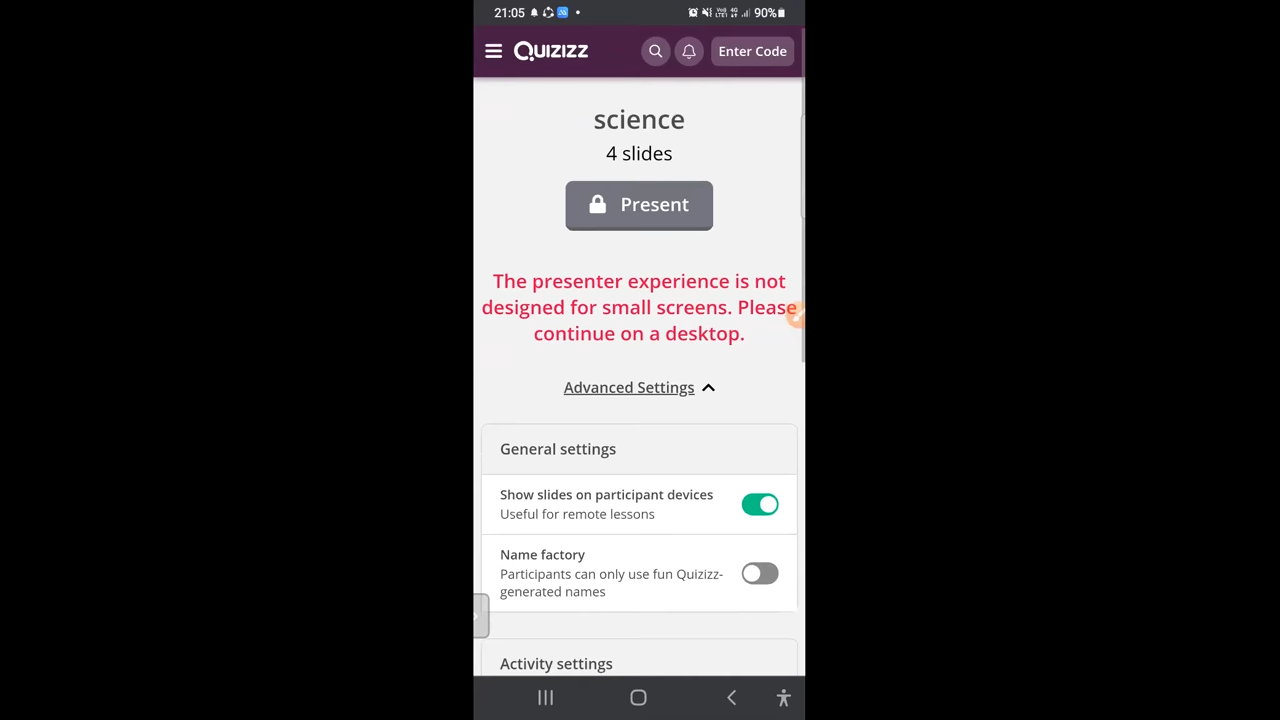 21:05 90%
QUIZIZZ Enter Code
science
4 slides
Present
The presenter experience is not
designed for small screens. Please
continue on a desktop.
Advanced Settings
General settings
Show slides on participant devices
Useful for remote lessons
Name factory
Participants can only use fun Quizizz-
generated names
Activity settings